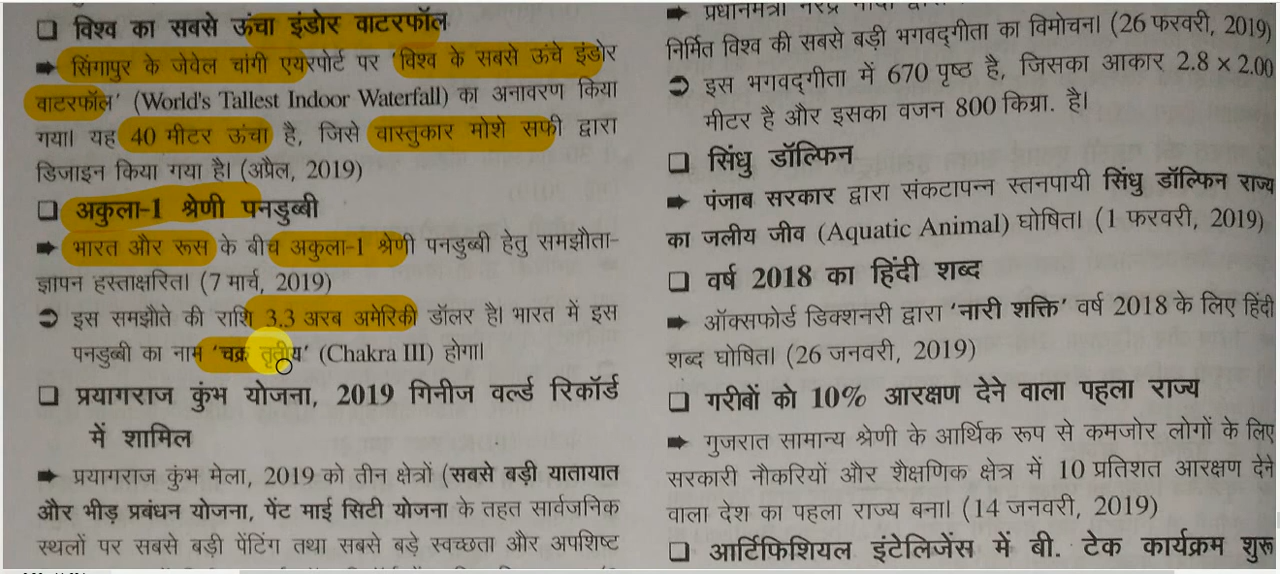 ❑ विश्व का सबसे ऊंचा इंडोर वाटरफॉल
➡ सिंगापुर के जेवेल चांगी एयरपोर्ट पर 'विश्व के सबसे ऊंचे इंडोर
वाटरफॉल' (World's Tallest Indoor Waterfall) का अनावरण किया
गया। यह 40 मीटर ऊंचा है, जिसे वास्तुकार मोशे सफी द्वारा
डिजाइन किया गया है। (अप्रैल, 2019)
❑ अकुला-1 श्रेणी पनडुब्बी
➡ भारत और रूस के बीच अकुला-1 श्रेणी पनडुब्बी हेतु समझौता-
ज्ञापन हस्ताक्षरित। (7 मार्च, 2019)
➲ इस समझौते की राशि 3.3 अरब अमेरिकी डॉलर है। भारत में इस
पनडुब्बी का नाम 'चक्र तृतीय' (Chakra III) होगा।
❑ प्रयागराज कुंभ योजना, 2019 गिनीज वर्ल्ड रिकॉर्ड
में शामिल
➡ प्रयागराज कुंभ मेला, 2019 को तीन क्षेत्रों (सबसे बड़ी यातायात
और भीड़ प्रबंधन योजना, पेंट माई सिटी योजना के तहत सार्वजनिक
स्थलों पर सबसे बड़ी पेंटिंग तथा सबसे बड़े स्वच्छता और अपशिष्ट
➡ प्रधानमंत्री नरेंद्र
निर्मित विश्व की सबसे बड़ी भगवद्गीता का विमोचन। (26 फरवरी, 2019)
➲ इस भगवद्गीता में 670 पृष्ठ है, जिसका आकार 2.8 × 2.00
मीटर है और इसका वजन 800 किग्रा. है।
❑ सिंधु डॉल्फिन
➡ पंजाब सरकार द्वारा संकटापन्न स्तनपायी सिंधु डॉल्फिन राज्य
का जलीय जीव (Aquatic Animal) घोषित। (1 फरवरी, 2019)
❑ वर्ष 2018 का हिंदी शब्द
➡ ऑक्सफोर्ड डिक्शनरी द्वारा 'नारी शक्ति' वर्ष 2018 के लिए हिंदी
शब्द घोषित। (26 जनवरी, 2019)
❑ गरीबों को 10% आरक्षण देने वाला पहला राज्य
➡ गुजरात सामान्य श्रेणी के आर्थिक रूप से कमजोर लोगों के लिए
सरकारी नौकरियों और शैक्षणिक क्षेत्र में 10 प्रतिशत आरक्षण देने
वाला देश का पहला राज्य बना। (14 जनवरी, 2019)
❑ आर्टिफिशियल इंटेलिजेंस में बी. टेक कार्यक्रम शुरू